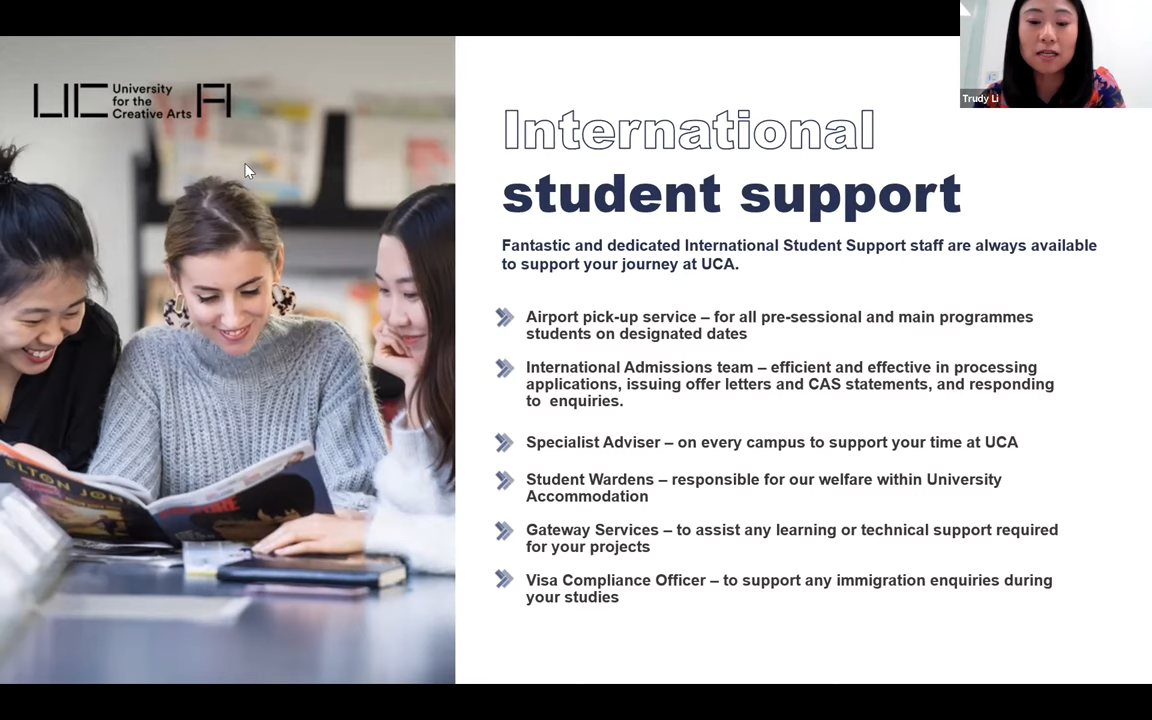 University
for the
Creative Arts
UCA
Trudy Li
International
student support
Fantastic and dedicated International Student Support staff are always available
to support your journey at UCA.
Airport pick-up service – for all pre-sessional and main programmes
students on designated dates
International Admissions team – efficient and effective in processing
applications, issuing offer letters and CAS statements, and responding
to  enquiries.
Specialist Adviser – on every campus to support your time at UCA
Student Wardens – responsible for our welfare within University
Accommodation
Gateway Services – to assist any learning or technical support required
for your projects
Visa Compliance Officer – to support any immigration enquiries during
your studies
ELTON JOHN